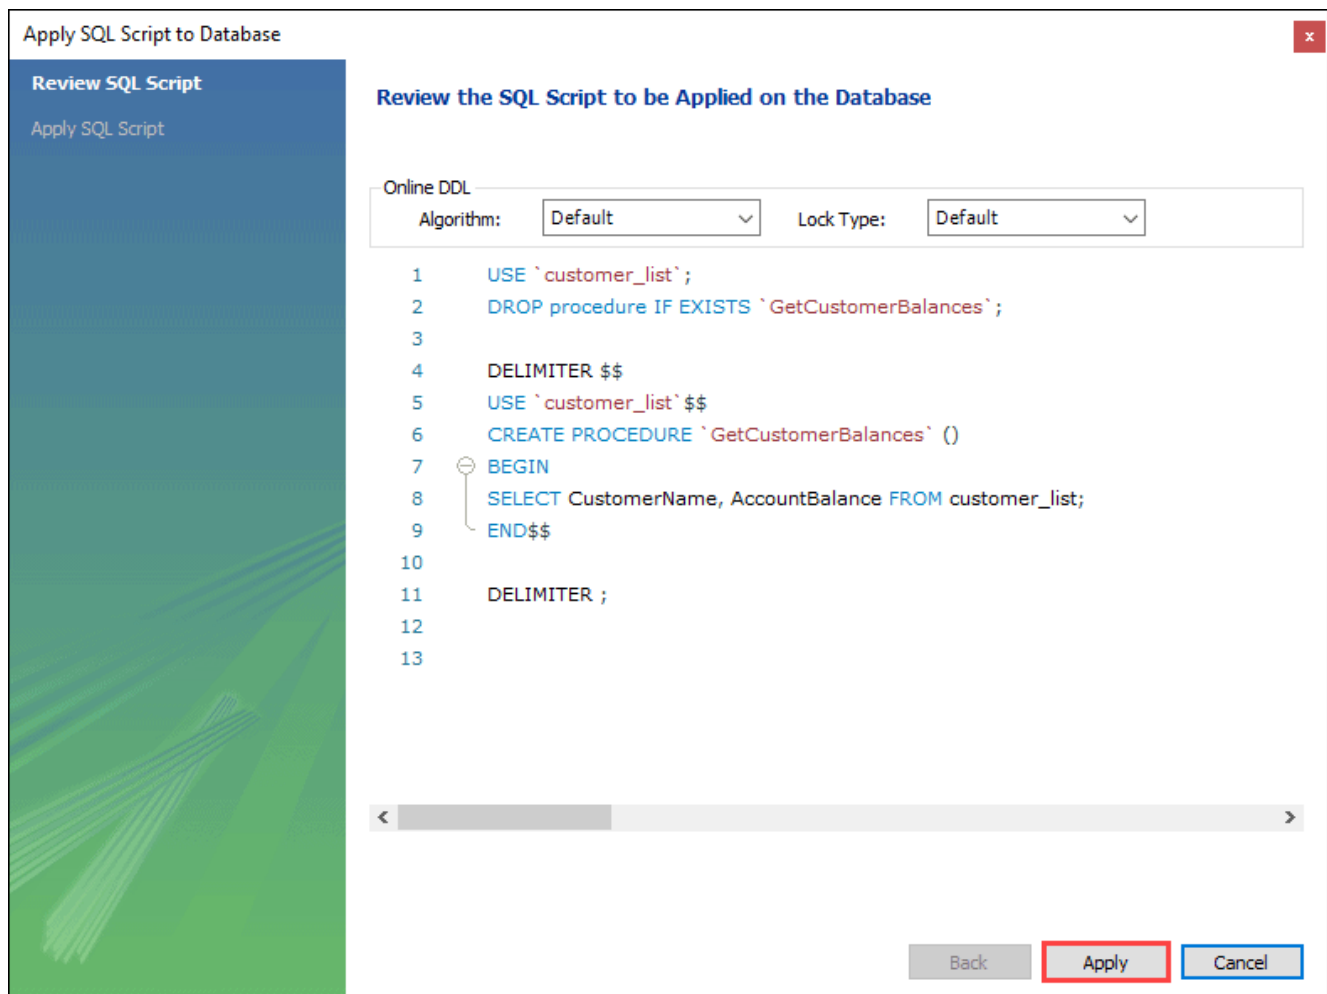 Apply SQL Script to Database
x
Review SQL Script
Apply SQL Script
Review the SQL Script to be Applied on the Database
Online DDL
Algorithm: Default Lock Type: Default
1 USE `customer_list`;
2 DROP procedure IF EXISTS `GetCustomerBalances`;
3
4 DELIMITER $$
5 USE `customer_list`$$
6 CREATE PROCEDURE `GetCustomerBalances` ()
7 BEGIN
8 SELECT CustomerName, AccountBalance FROM customer_list;
9 END$$
10
11 DELIMITER ;
12
13
Back Apply Cancel